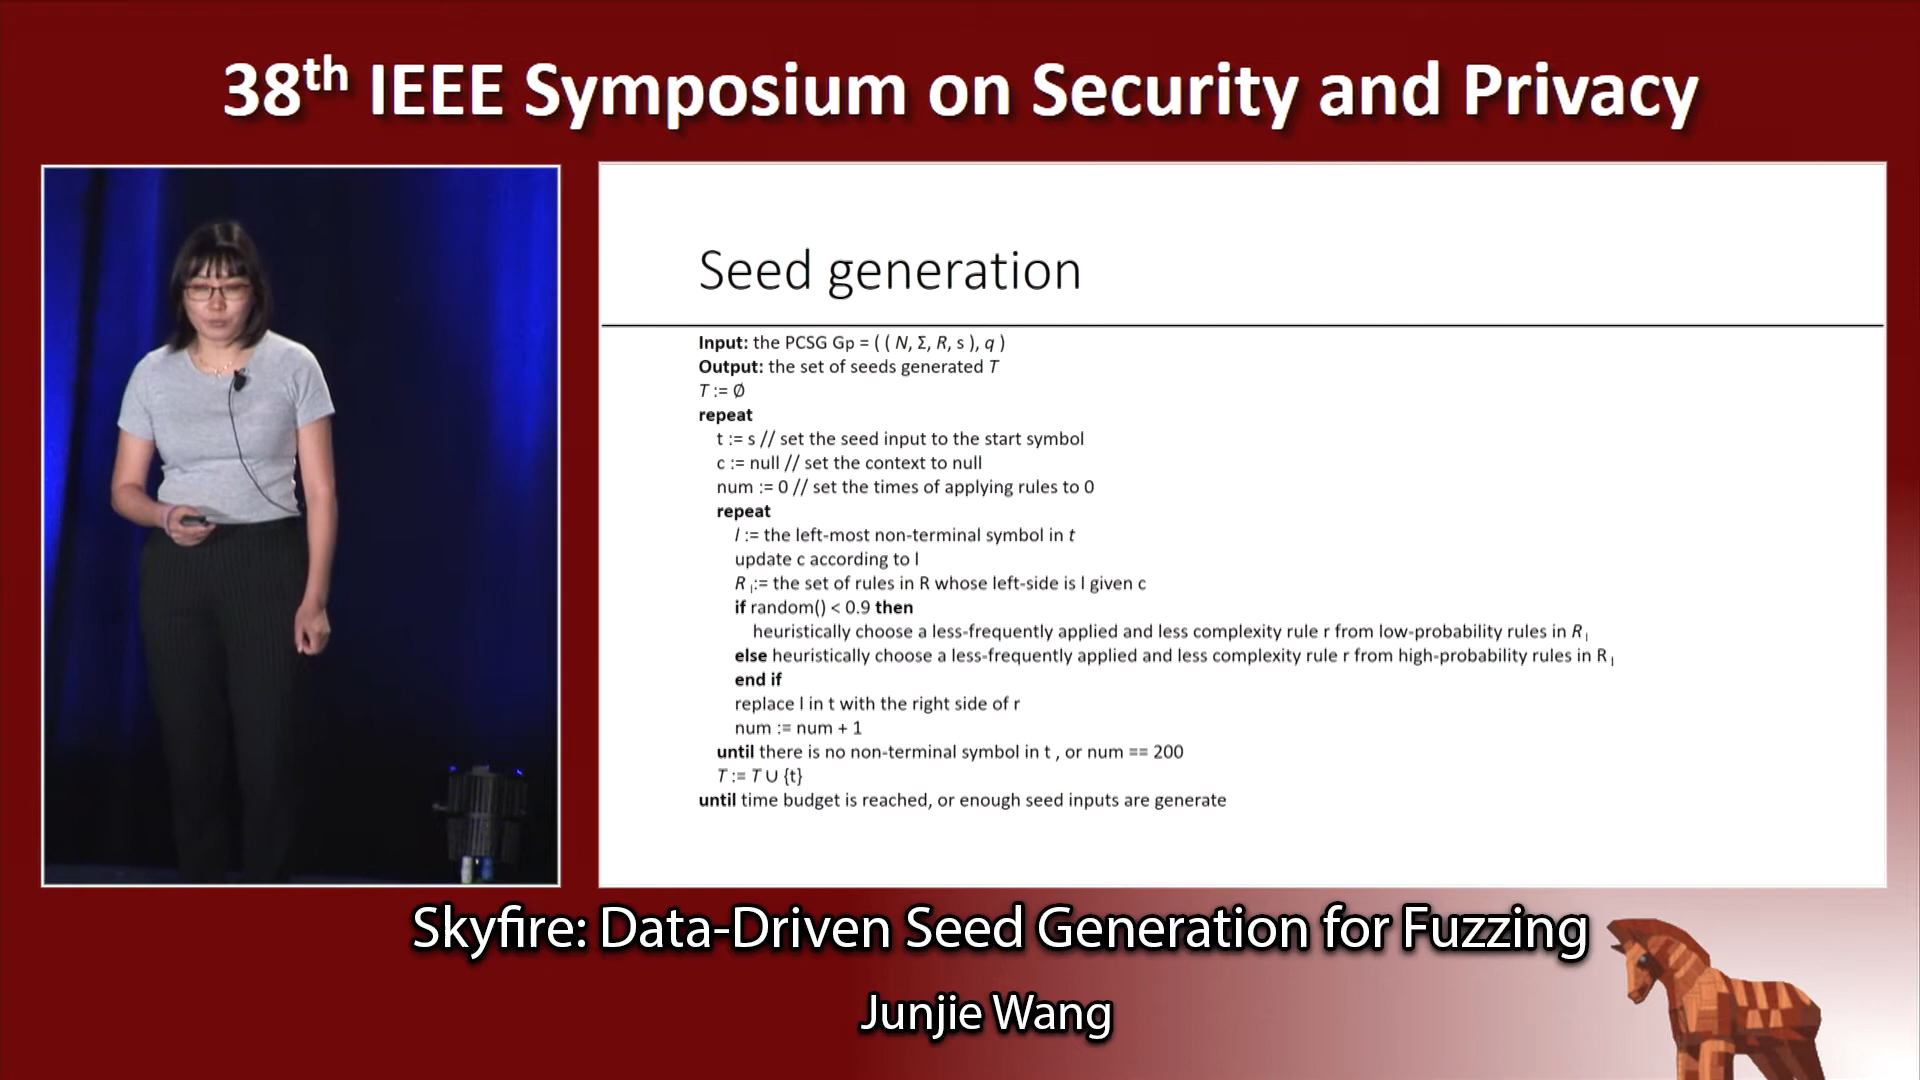 38th IEEE Symposium on Security and Privacy
Seed generation
Input: the PCSG Gp = ( ( N, Σ, R, s ), q )
Output: the set of seeds generated T
T := ∅
repeat
t := s // set the seed input to the start symbol
c := null // set the context to null
num := 0 // set the times of applying rules to 0
repeat
l := the left-most non-terminal symbol in t
update c according to l
R l:= the set of rules in R whose left-side is l given c
if random() < 0.9 then
heuristically choose a less-frequently applied and less complexity rule r from low-probability rules in R l
else heuristically choose a less-frequently applied and less complexity rule r from high-probability rules in R l
end if
replace l in t with the right side of r
num := num + 1
until there is no non-terminal symbol in t , or num == 200
T := T ∪ {t}
until time budget is reached, or enough seed inputs are generate
Skyfire: Data-Driven Seed Generation for Fuzzing
Junjie Wang